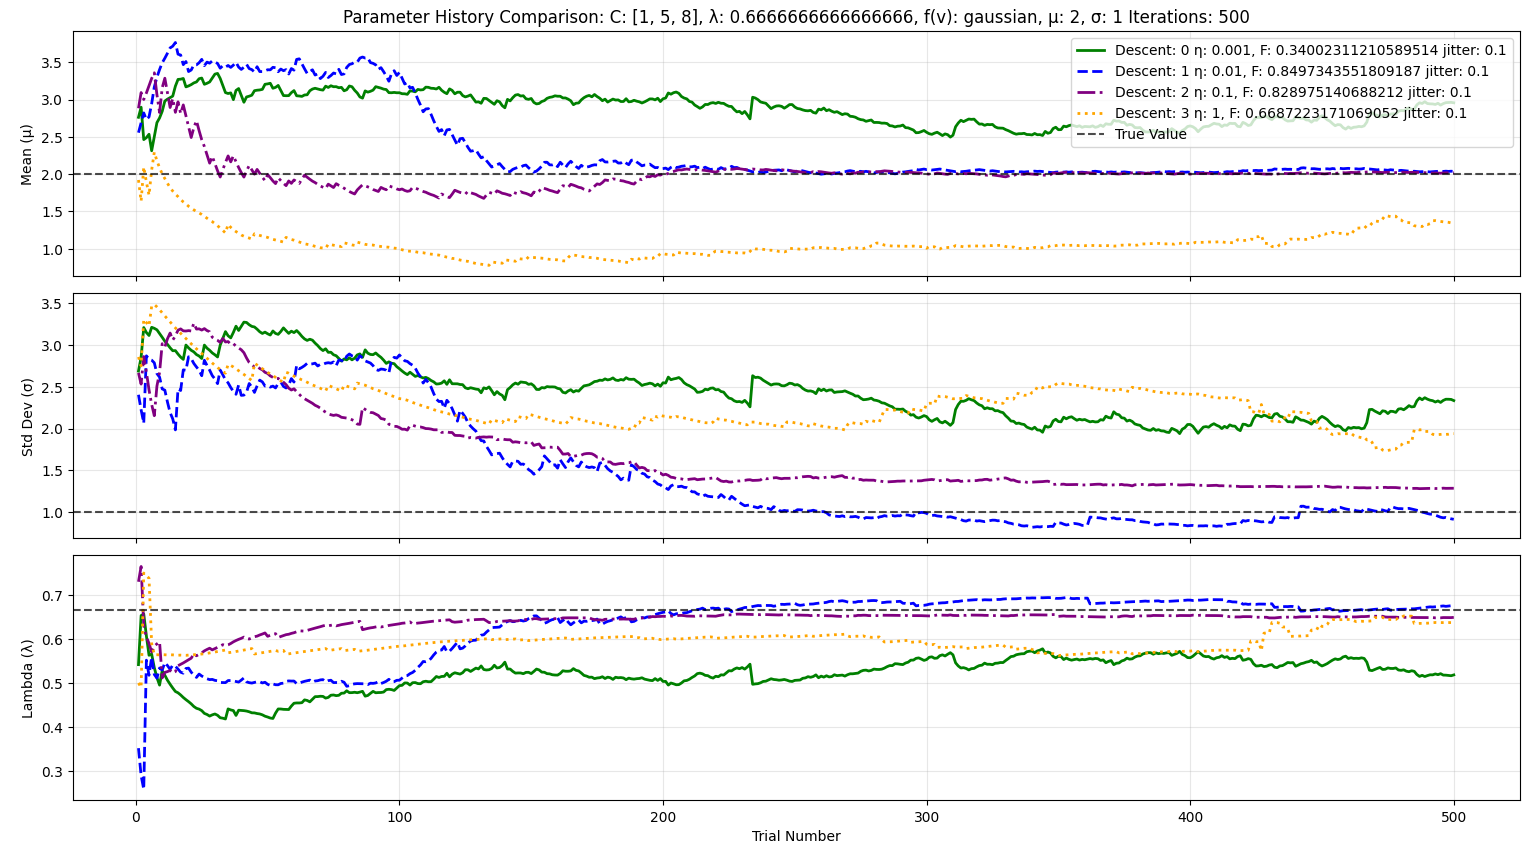 Parameter History Comparison: C: [1, 5, 8], λ: 0.6666666666666666, f(v): gaussian, μ: 2, σ: 1 Iterations: 500
Descent: 0 η: 0.001, F: 0.34002311210589514 jitter: 0.1
Descent: 1 η: 0.01, F: 0.8497343551809187 jitter: 0.1
Descent: 2 η: 0.1, F: 0.828975140688212 jitter: 0.1
Descent: 3 η: 1, F: 0.6687223171069052 jitter: 0.1
True Value
Mean (μ)
3.5
3.0
2.5
2.0
1.5
1.0
Std Dev (σ)
3.5
3.0
2.5
2.0
1.5
1.0
Lambda (λ)
0.7
0.6
0.5
0.4
0.3
0 100 200 300 400 500
Trial Number